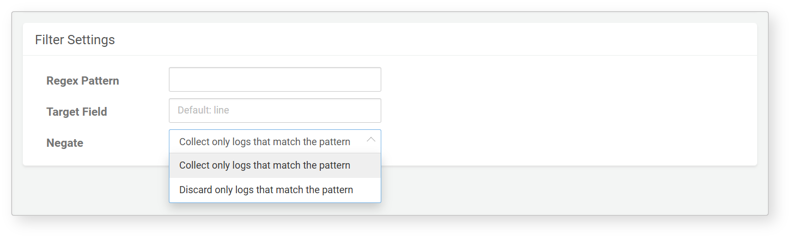 Filter Settings
Regex Pattern
Target Field Default: line
Negate Collect only logs that match the pattern
Collect only logs that match the pattern
Discard only logs that match the pattern